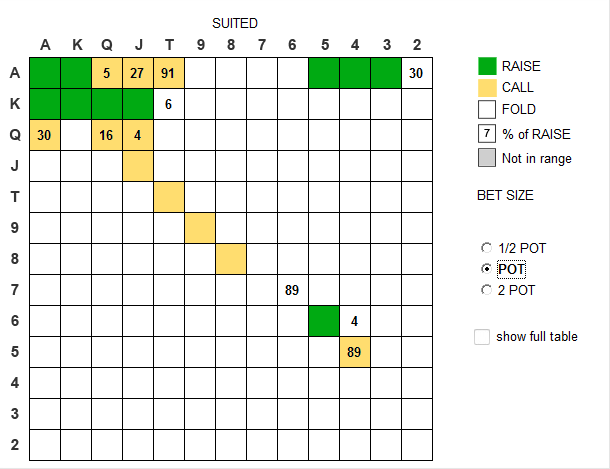 SUITED
A K Q J T 9 8 7 6 5 4 3 2
A 5 27 91 30
K 6
Q 30 16 4
J
T
9
8
7 89
6 4
5 89
4
3
2
RAISE
CALL
FOLD
7 % of RAISE
Not in range
BET SIZE
1/2 POT
POT
2 POT
show full table